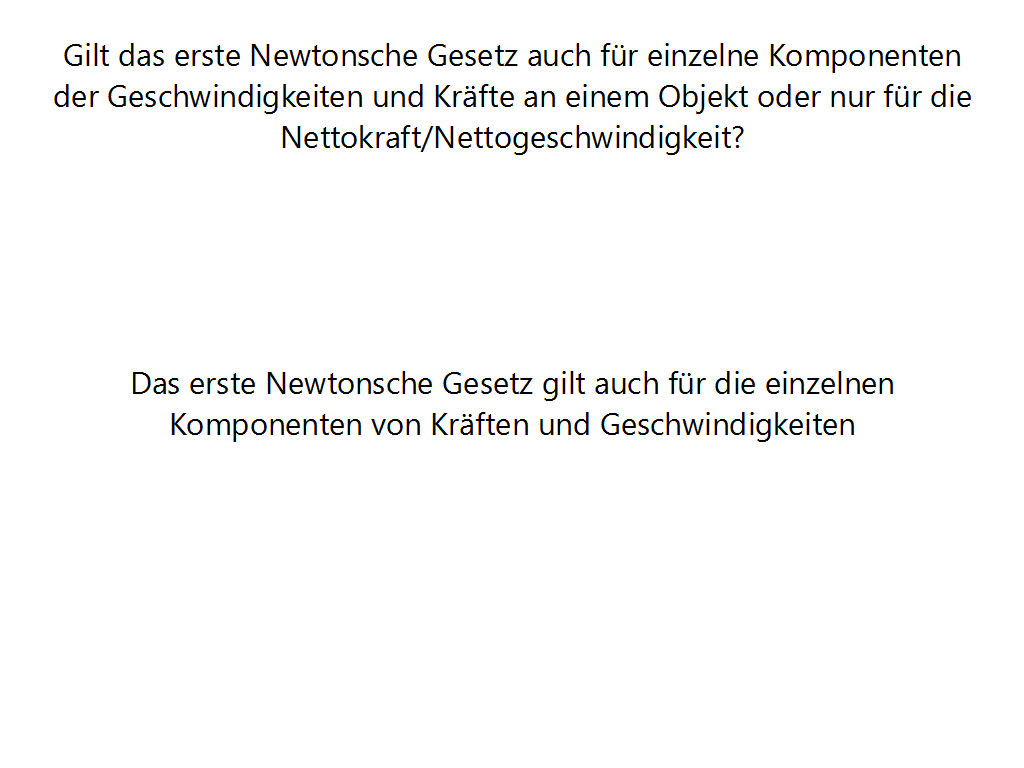 Gilt das erste Newtonsche Gesetz auch für einzelne Komponenten
der Geschwindigkeiten und Kräfte an einem Objekt oder nur für die
Nettokraft/Nettogeschwindigkeit?
Das erste Newtonsche Gesetz gilt auch für die einzelnen
Komponenten von Kräften und Geschwindigkeiten